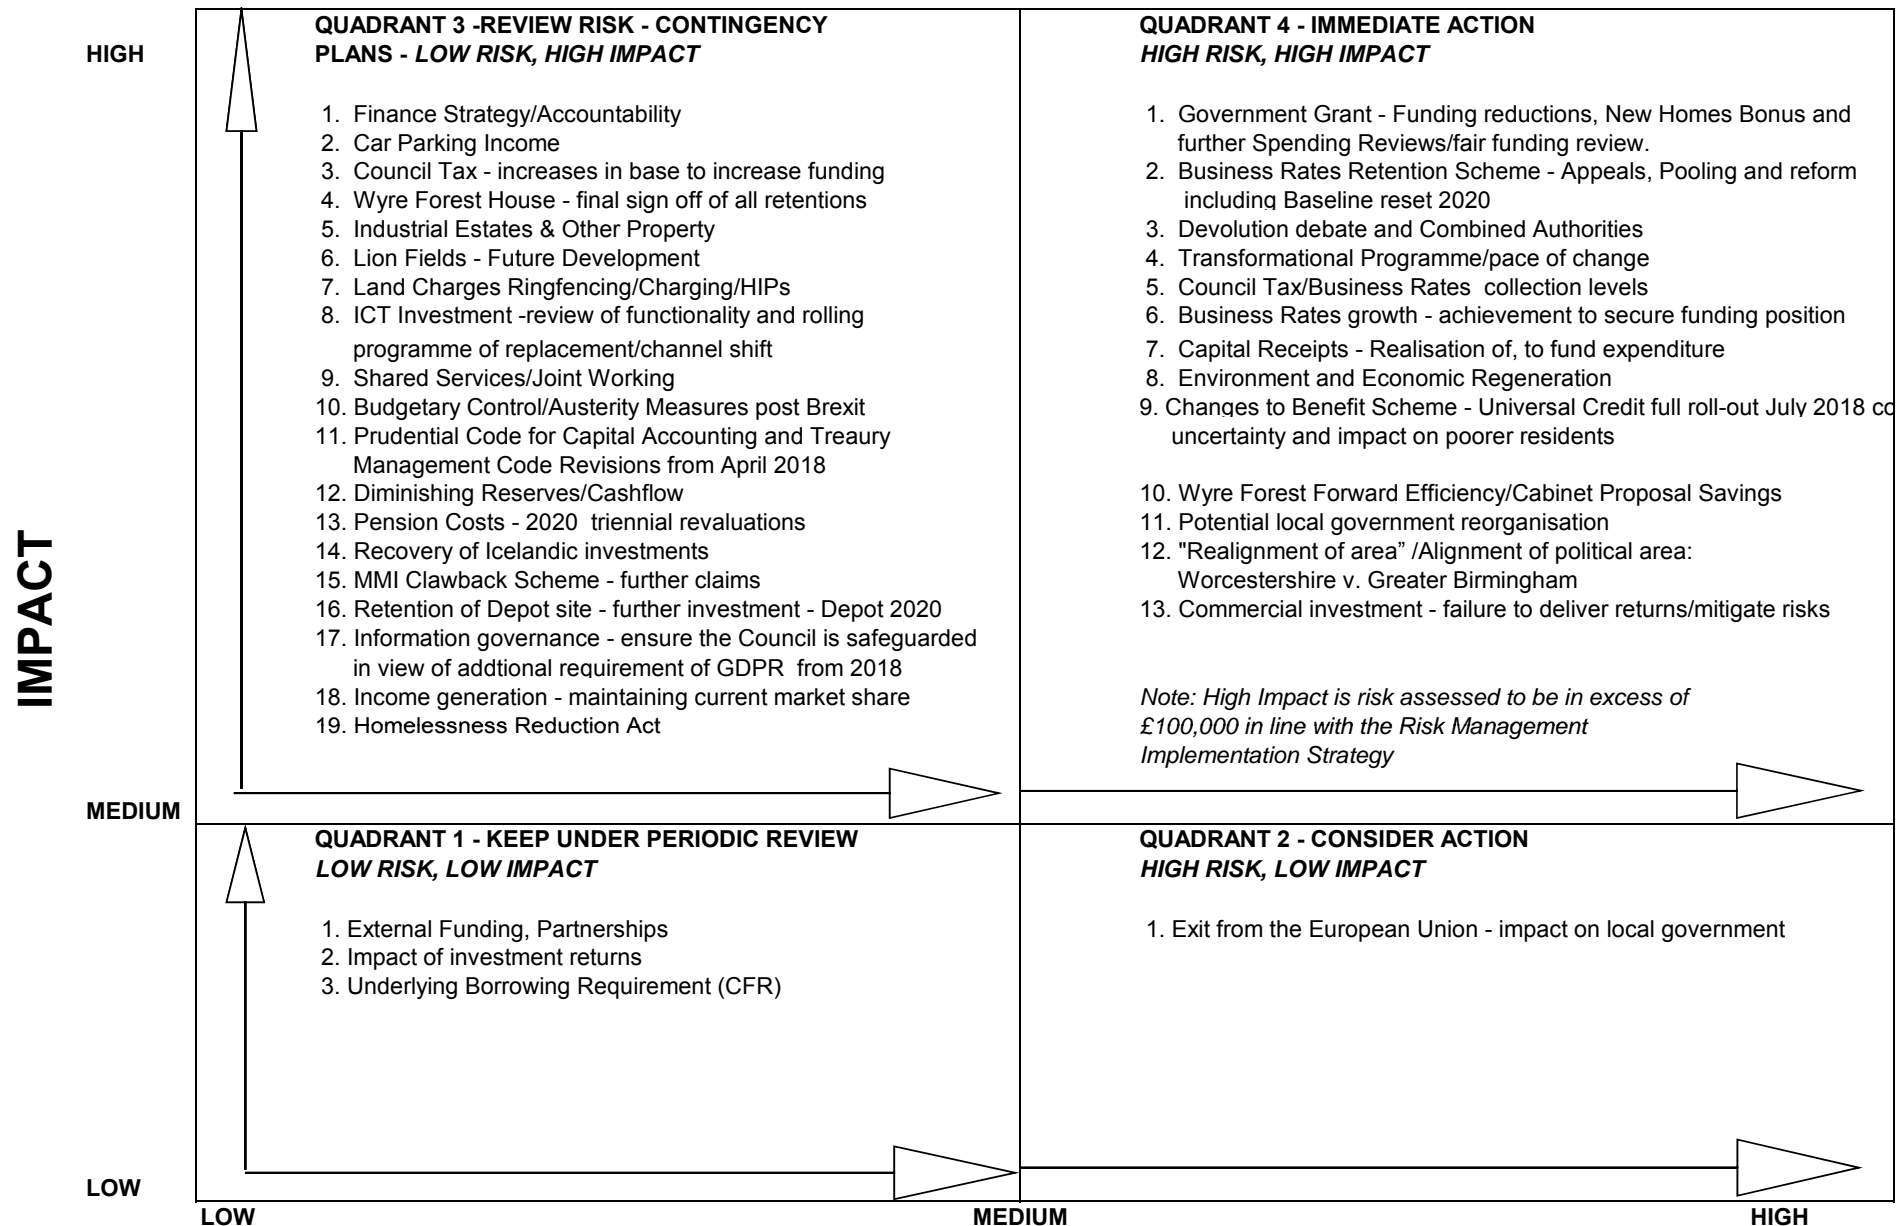 IMPACT
HIGH
MEDIUM
LOW
QUADRANT 3 -REVIEW RISK - CONTINGENCY
PLANS - LOW RISK, HIGH IMPACT
1. Finance Strategy/Accountability
2. Car Parking Income
3. Council Tax - increases in base to increase funding
4. Wyre Forest House - final sign off of all retentions
5. Industrial Estates & Other Property
6. Lion Fields - Future Development
7. Land Charges Ringfencing/Charging/HIPs
8. ICT Investment -review of functionality and rolling
programme of replacement/channel shift
9. Shared Services/Joint Working
10. Budgetary Control/Austerity Measures post Brexit
11. Prudential Code for Capital Accounting and Treaury
Management Code Revisions from April 2018
12. Diminishing Reserves/Cashflow
13. Pension Costs - 2020 triennial revaluations
14. Recovery of Icelandic investments
15. MMI Clawback Scheme - further claims
16. Retention of Depot site - further investment - Depot 2020
17. Information governance - ensure the Council is safeguarded
in view of addtional requirement of GDPR from 2018
18. Income generation - maintaining current market share
19. Homelessness Reduction Act
QUADRANT 4 - IMMEDIATE ACTION
HIGH RISK, HIGH IMPACT
1. Government Grant - Funding reductions, New Homes Bonus and
further Spending Reviews/fair funding review.
2. Business Rates Retention Scheme - Appeals, Pooling and reform
including Baseline reset 2020
3. Devolution debate and Combined Authorities
4. Transformational Programme/pace of change
5. Council Tax/Business Rates collection levels
6. Business Rates growth - achievement to secure funding position
7. Capital Receipts - Realisation of, to fund expenditure
8. Environment and Economic Regeneration
9. Changes to Benefit Scheme - Universal Credit full roll-out July 2018
uncertainty and impact on poorer residents
10. Wyre Forest Forward Efficiency/Cabinet Proposal Savings
11. Potential local government reorganisation
12. "Realignment of area” /Alignment of political area:
Worcestershire v. Greater Birmingham
13. Commercial investment - failure to deliver returns/mitigate risks
Note: High Impact is risk assessed to be in excess of
£100,000 in line with the Risk Management
Implementation Strategy
QUADRANT 1 - KEEP UNDER PERIODIC REVIEW
LOW RISK, LOW IMPACT
1. External Funding, Partnerships
2. Impact of investment returns
3. Underlying Borrowing Requirement (CFR)
QUADRANT 2 - CONSIDER ACTION
HIGH RISK, LOW IMPACT
1. Exit from the European Union - impact on local government
LOW
MEDIUM
HIGH